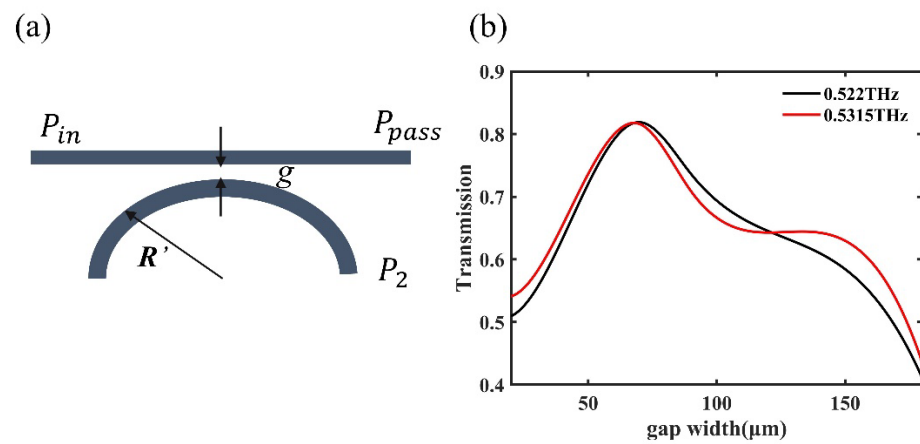 (a)
P_in
P_pass
g
R'
P_2
(b)
0.9
0.8
0.7
0.6
0.5
0.4
Transmission
0.522THz
0.5315THz
50
100
150
gap width(μm)